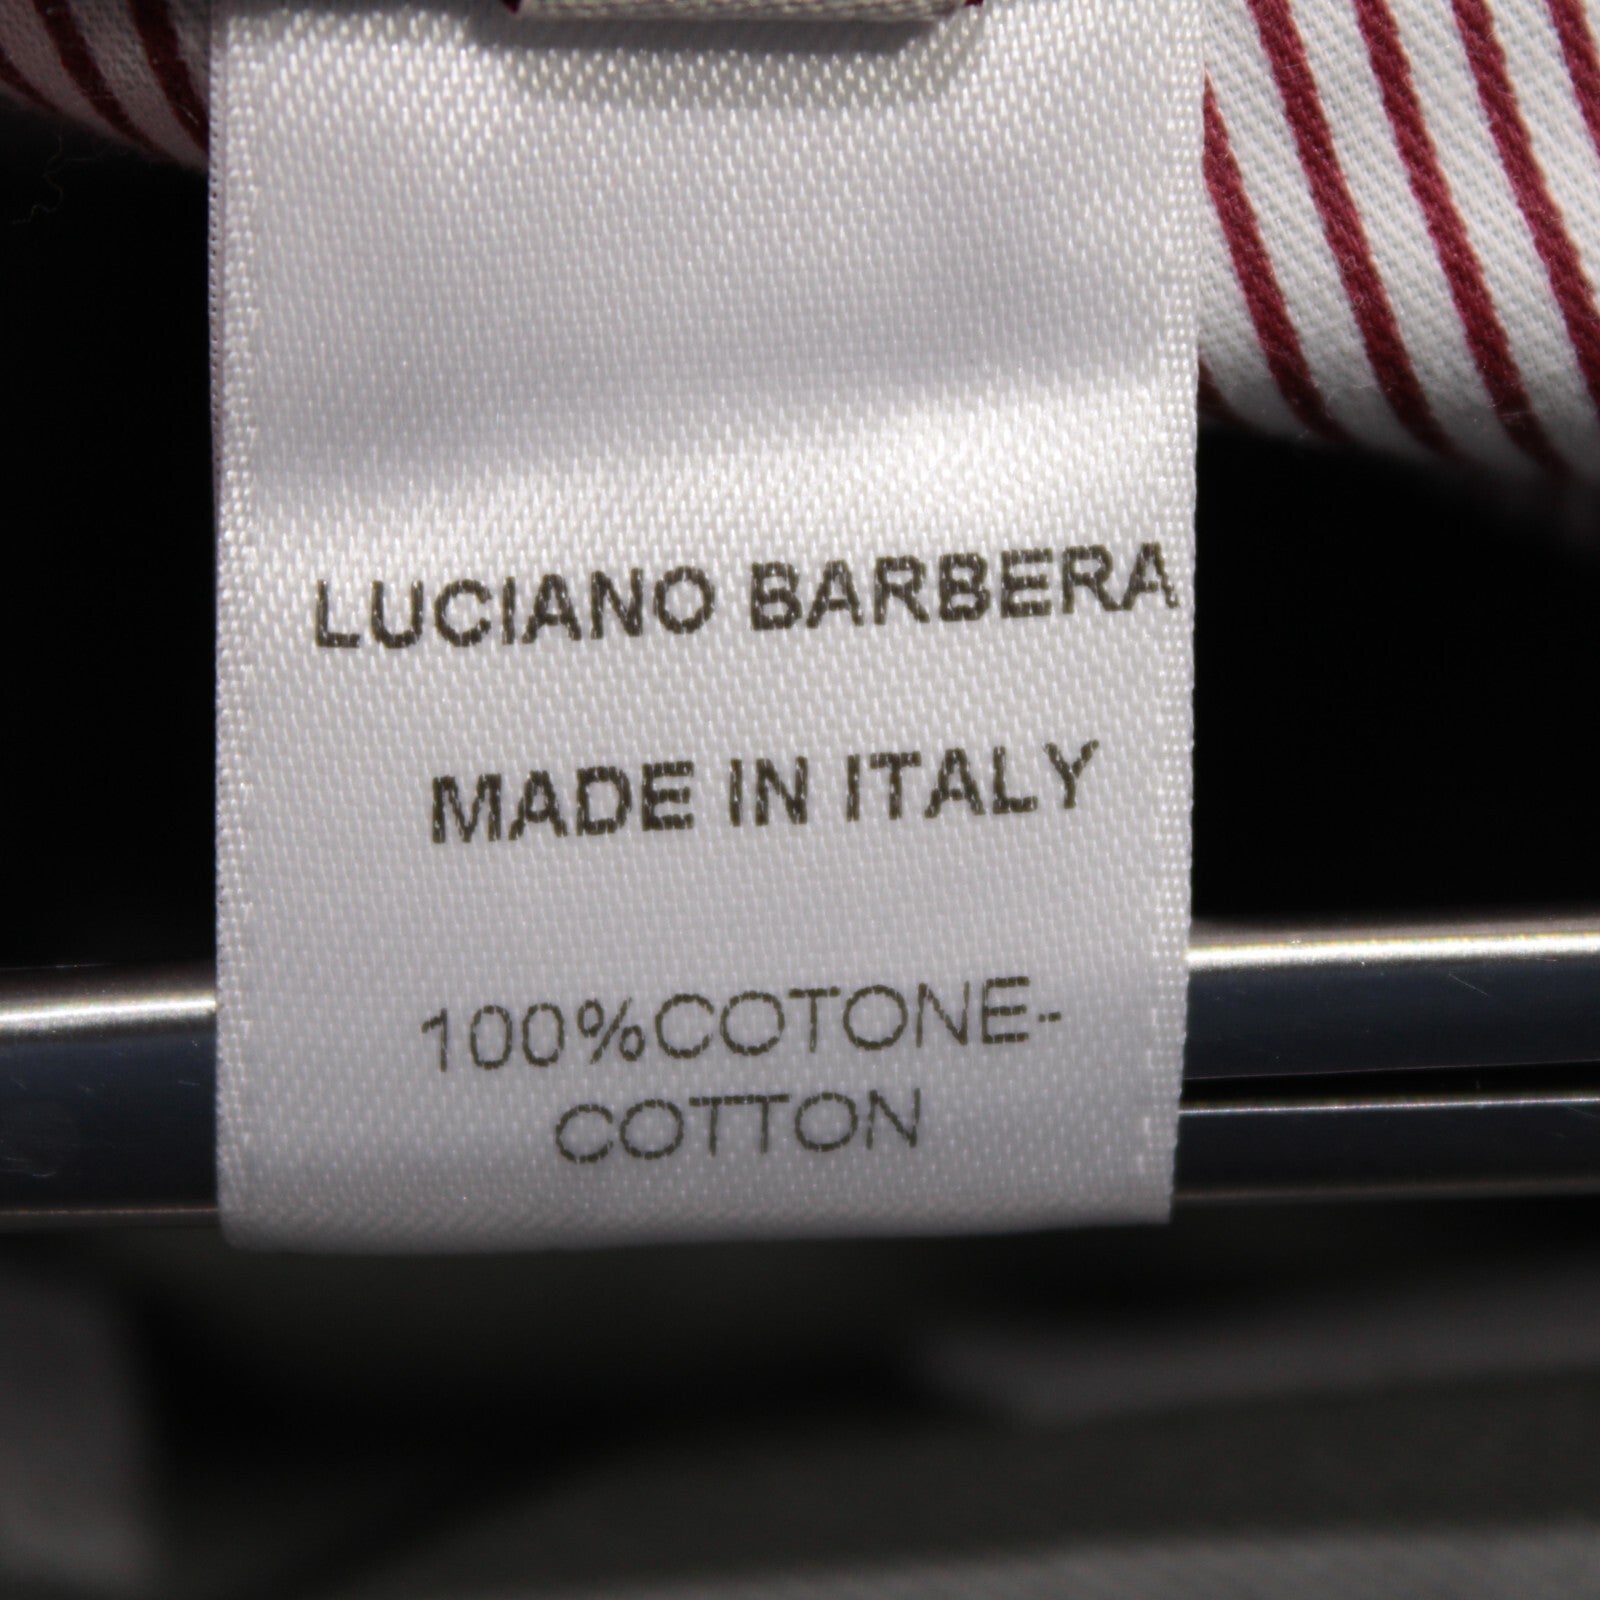 LUCIANO BARBERA
MADE IN ITALY
100%COTONE-
COTTON